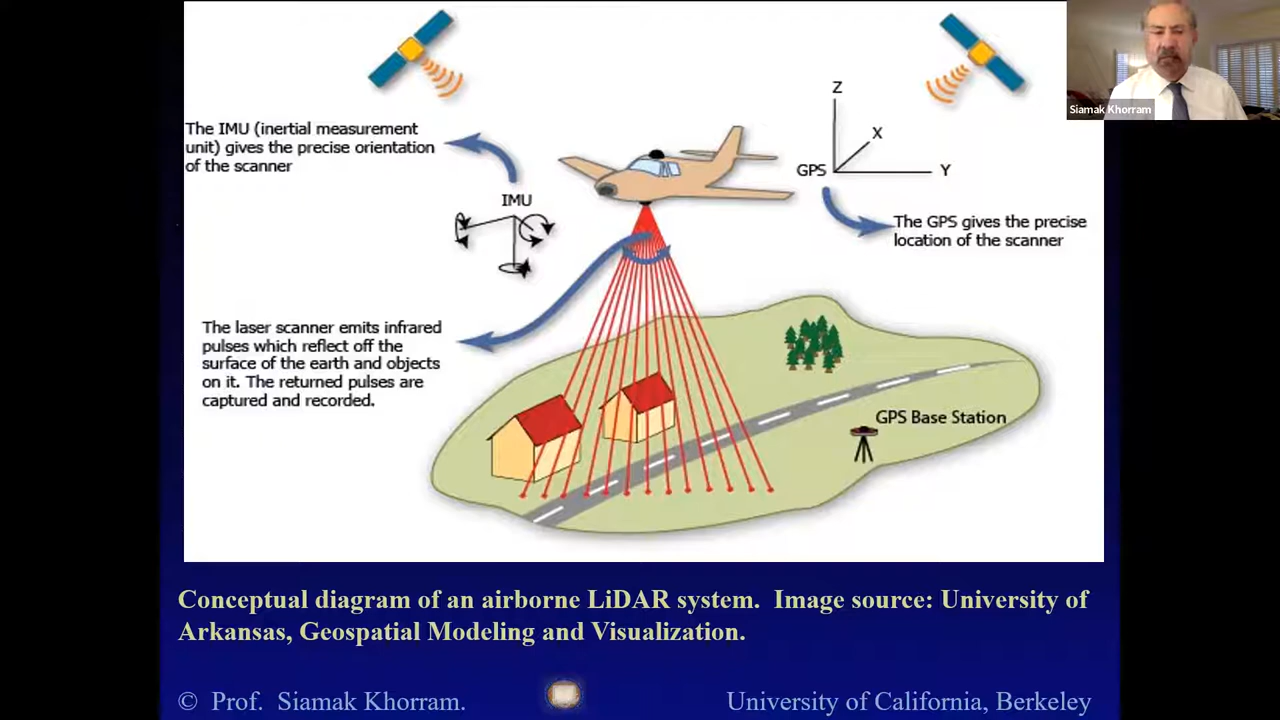 Siamak Khorram
The IMU (inertial measurement
unit) gives the precise orientation
of the scanner
IMU
Z
X
GPS
Y
The GPS gives the precise
location of the scanner
The laser scanner emits infrared
pulses which reflect off the
surface of the earth and objects
on it. The returned pulses are
captured and recorded.
GPS Base Station
Conceptual diagram of an airborne LiDAR system. Image source: University of
Arkansas, Geospatial Modeling and Visualization.
© Prof. Siamak Khorram.
University of California, Berkeley